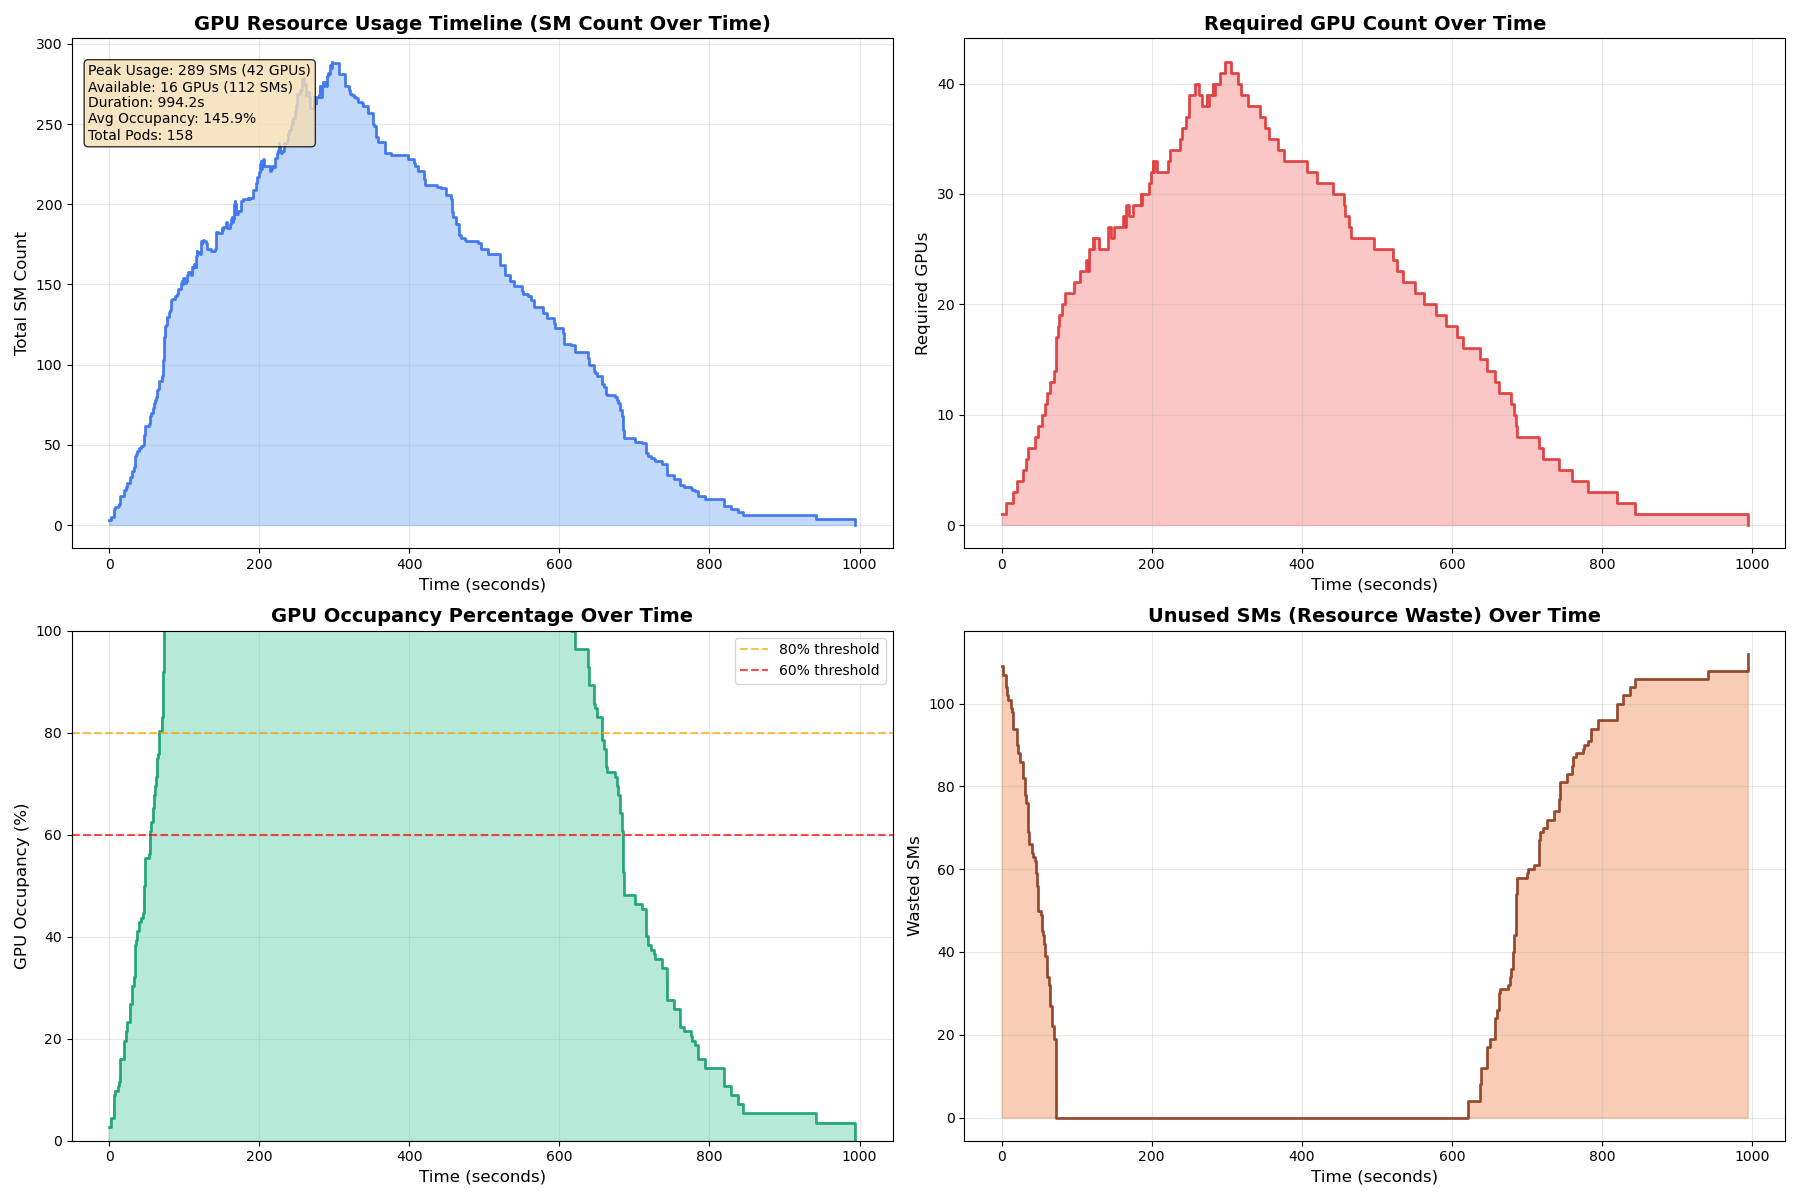 GPU Resource Usage Timeline (SM Count Over Time)
300
250
200
150
100
50
0
Total SM Count
Peak Usage: 289 SMs (42 GPUs)
Available: 16 GPUs (112 SMs)
Duration: 994.2s
Avg Occupancy: 145.9%
Total Pods: 158
0 200 400 600 800 1000
Time (seconds)
Required GPU Count Over Time
40
30
20
10
0
Required GPUs
0 200 400 600 800 1000
Time (seconds)
GPU Occupancy Percentage Over Time
100
80
60
40
20
0
GPU Occupancy (%)
80% threshold
60% threshold
0 200 400 600 800 1000
Time (seconds)
Unused SMs (Resource Waste) Over Time
100
80
60
40
20
0
Wasted SMs
0 200 400 600 800 1000
Time (seconds)